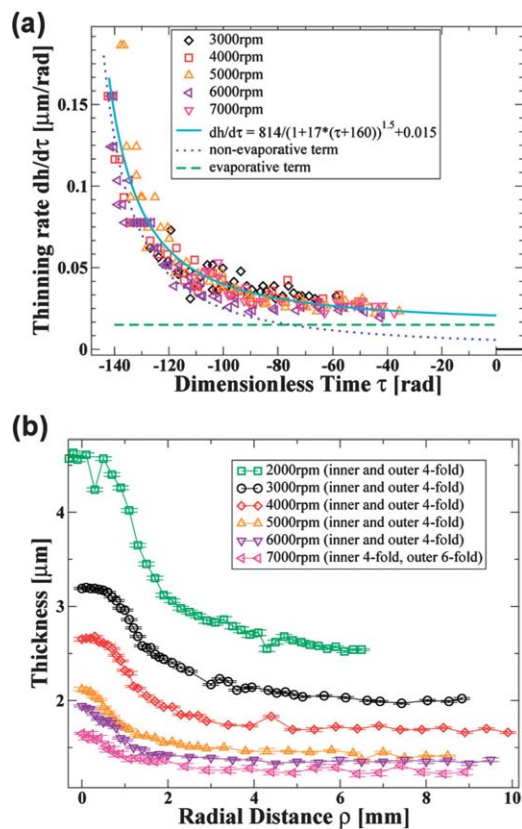 (a)
Thinning rate dh/dτ [μm/rad]
0.15
0.1
0.05
0
3000rpm
4000rpm
5000rpm
6000rpm
7000rpm
dh/dτ = 814/(1+17*(τ+160))^1.5+0.015
non-evaporative term
evaporative term
-140 -120 -100 -80 -60 -40 -20 0
Dimensionless Time τ [rad]
(b)
Thickness [μm]
4
3
2
2000rpm (inner and outer 4-fold)
3000rpm (inner and outer 4-fold)
4000rpm (inner and outer 4-fold)
5000rpm (inner and outer 4-fold)
6000rpm (inner and outer 4-fold)
7000rpm (inner 4-fold, outer 6-fold)
0 2 4 6 8 10
Radial Distance ρ [mm]